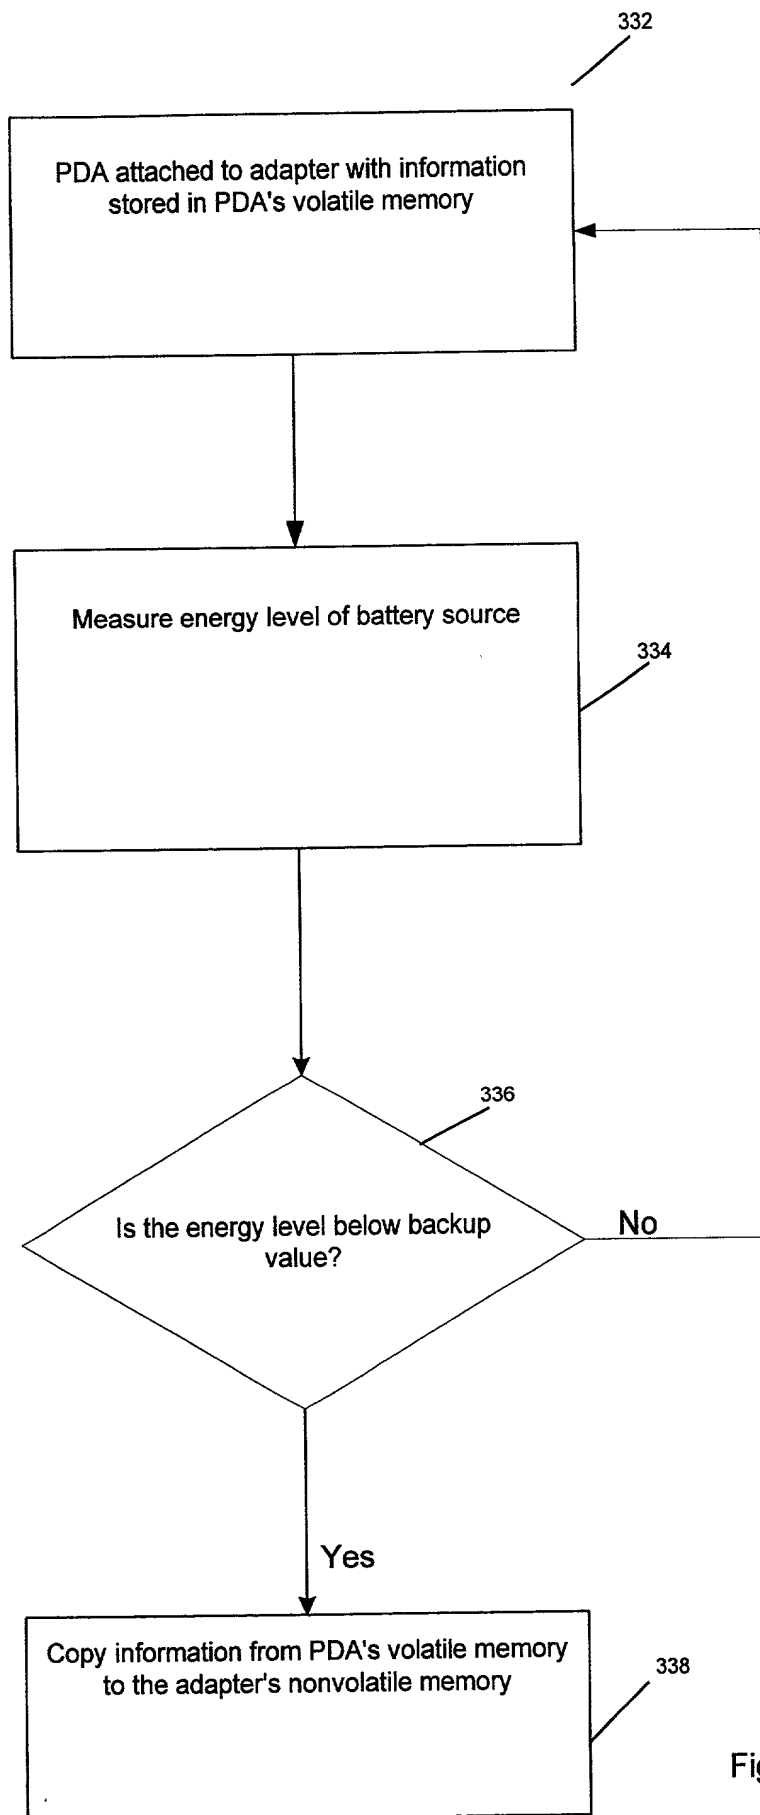 332
PDA attached to adapter with information
stored in PDA's volatile memory
Measure energy level of battery source
334
336
Is the energy level below backup
value?
No
Yes
Copy information from PDA's volatile memory
to the adapter's nonvolatile memory
338